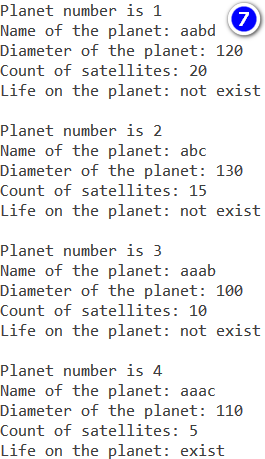 Planet number is 1
7
Name of the planet: aabd
Diameter of the planet: 120
Count of satellites: 20
Life on the planet: not exist
Planet number is 2
Name of the planet: abc
Diameter of the planet: 130
Count of satellites: 15
Life on the planet: not exist
Planet number is 3
Name of the planet: aaab
Diameter of the planet: 100
Count of satellites: 10
Life on the planet: not exist
Planet number is 4
Name of the planet: aaac
Diameter of the planet: 110
Count of satellites: 5
Life on the planet: exist